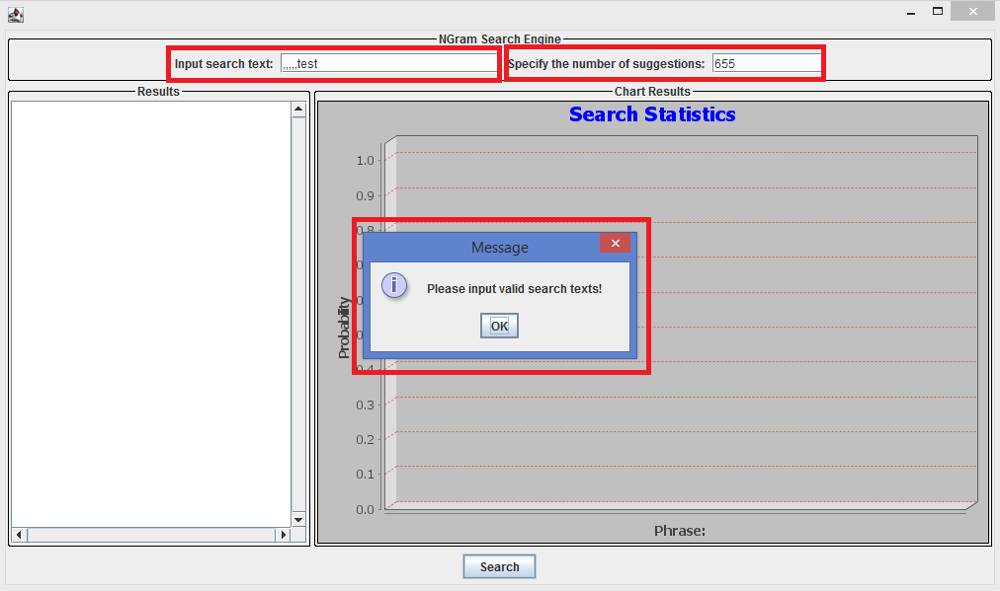 NGram Search Engine
Input search text: ,,,,,test
Specify the number of suggestions: 655
Results
Chart Results
Search Statistics
1.0
0.9
0.8
Message
Please input valid search texts!
OK
Probability
0.4
0.3
0.2
0.1
0.0
Phrase:
Search